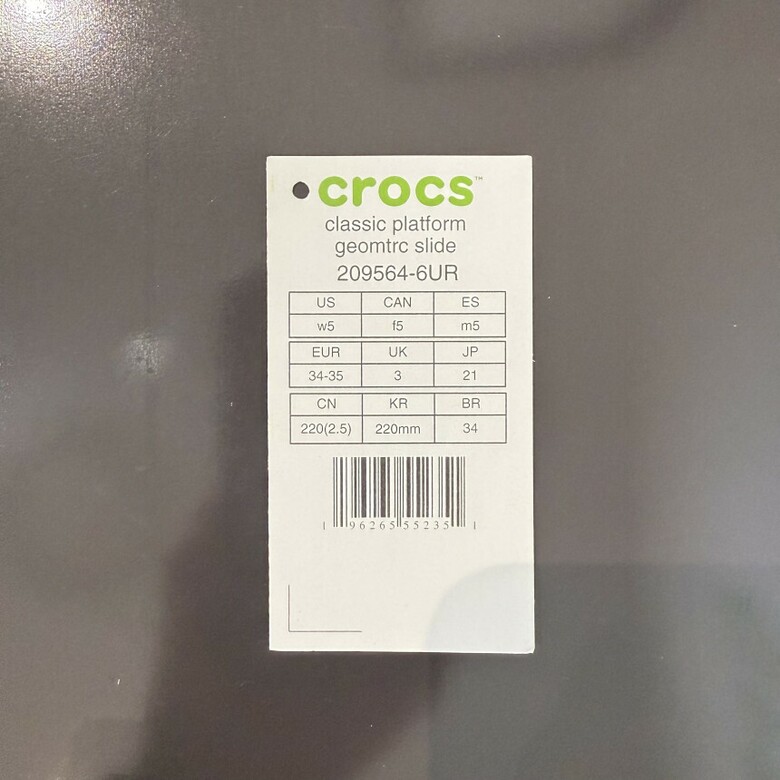 crocs™
classic platform
geomtrc slide
209564-6UR
US CAN ES
w5 f5 m5
EUR UK JP
34-35 3 21
CN KR BR
220(2.5) 220mm 34
1 96265 55235 1